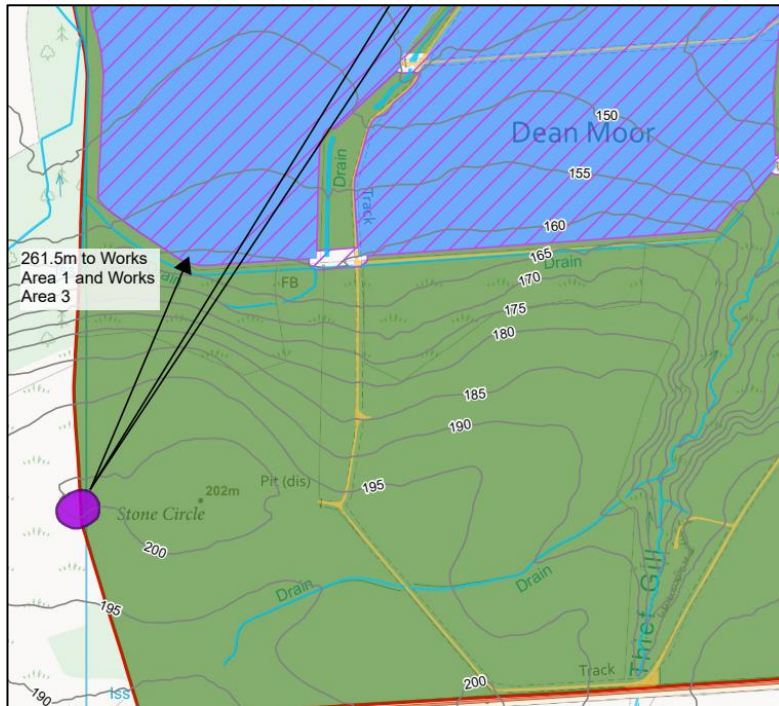 150
Dean Moor
155
Drain
Track
160
165
Drain
261.5m to Works
Area 1 and Works
Area 3
FB
170
175
180
185
190
195
Pit (dis)
202m
Stone Circle
200
Drain
Drain
Thief Gill
195
190
Iss
Track
200